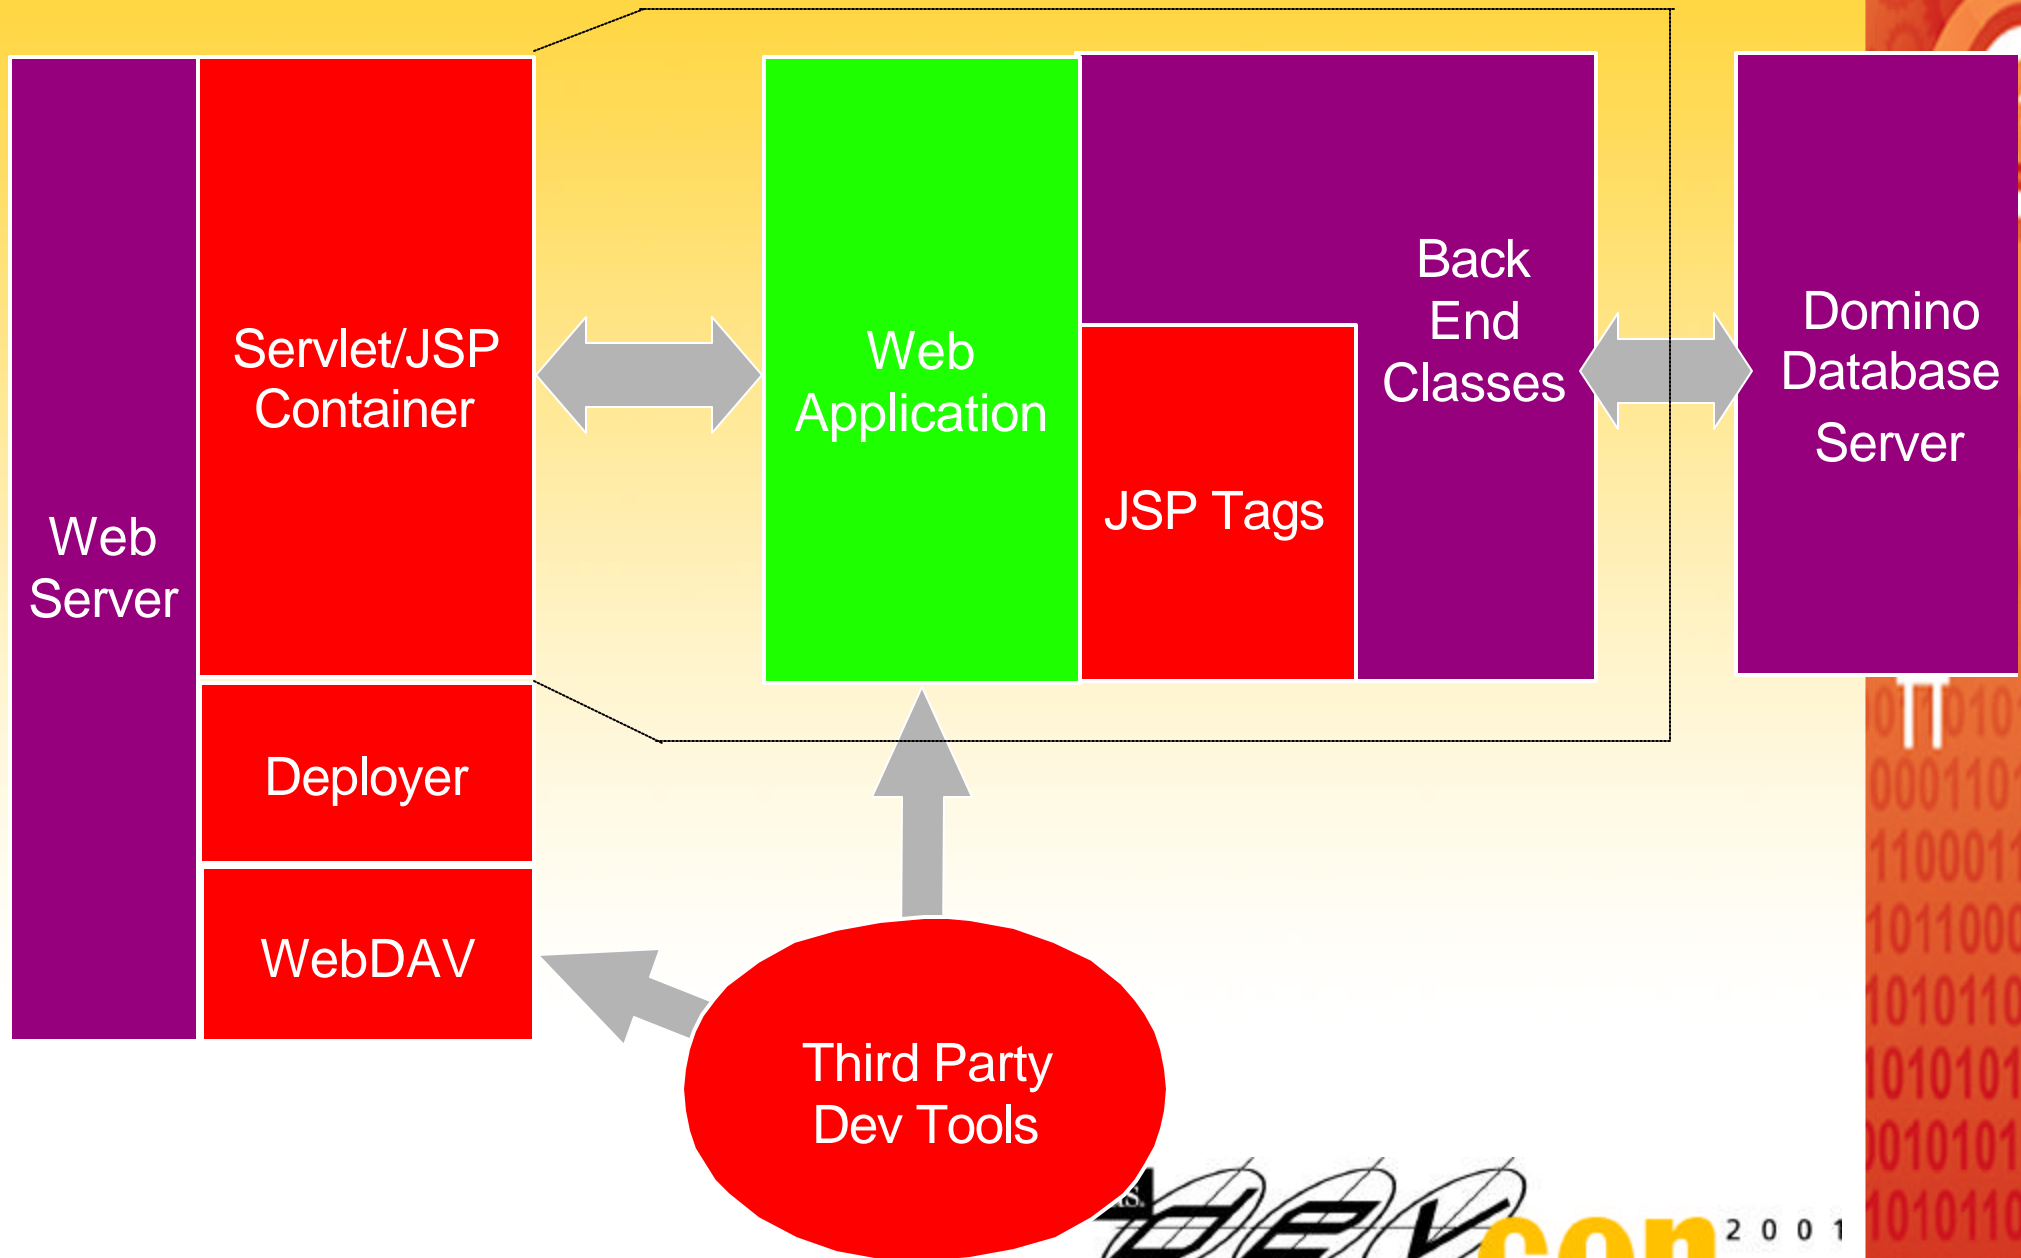 Web
Server
Servlet/JSP
Container
Deployer
WebDAV
Web
Application
JSP Tags
Back
End
Classes
Domino
Database
Server
Third Party
Dev Tools
dev
con
2001